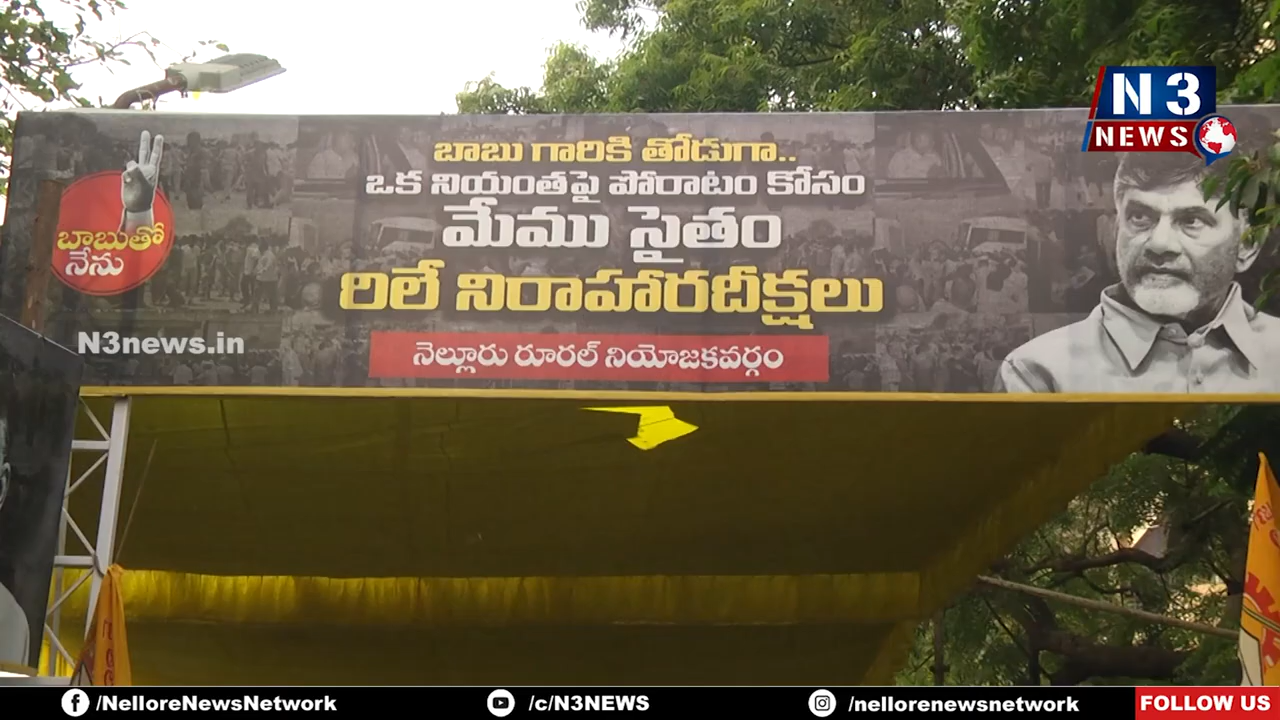 N3
NEWS
బాబు గారికి తోడుగా..
ఒక నియంతపై పోరాటం కోసం
మేము సైతం
రిలే నిరాహారదీక్షలు
నెల్లూరు రూరల్ నియోజకవర్గం
బాబుతో
నేను
N3news.in
/NelloreNewsNetwork
/c/N3NEWS
/nellorenewsnetwork
FOLLOW US